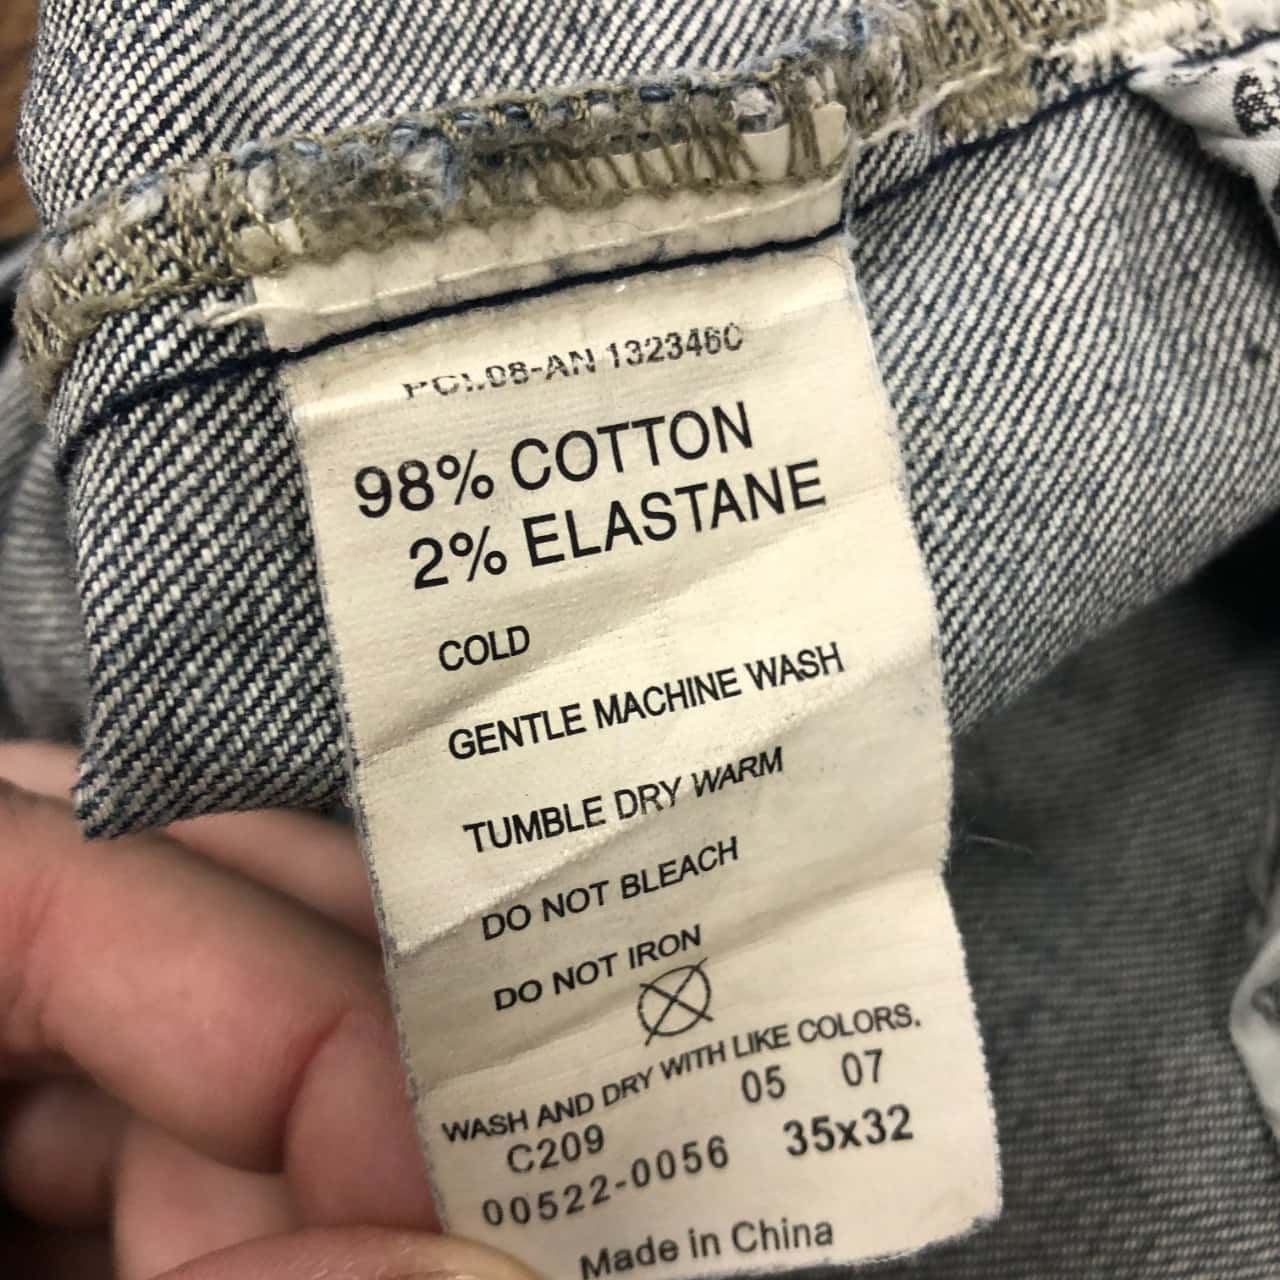 132346C
98% COTTON
2% ELASTANE
COLD
GENTLE MACHINE WASH
TUMBLE DRY WARM
DO NOT BLEACH
DO NOT IRON
WASH AND DRY WITH LIKE COLORS.
C209 05 07
00522-0056 35x32
Made in China